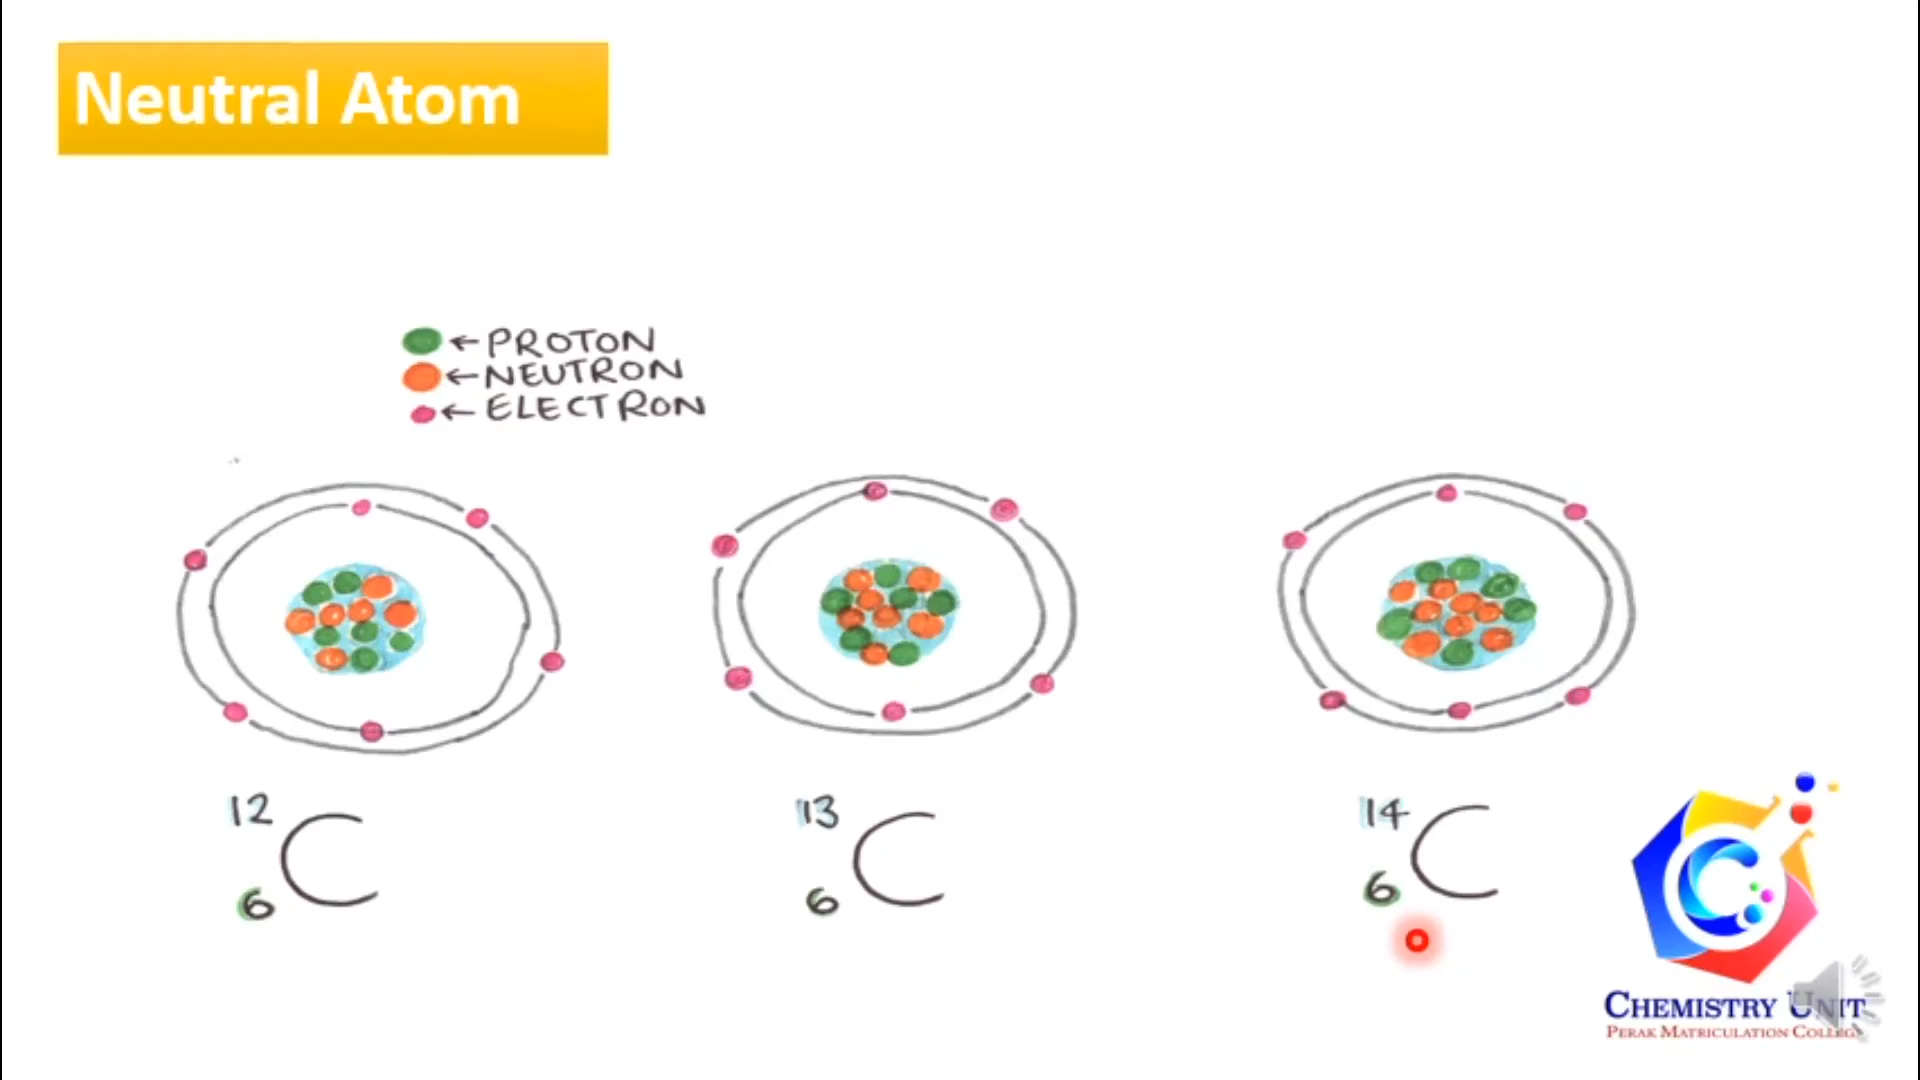 Neutral Atom
←PROTON
←NEUTRON
←ELECTRON
12
C
6
13
C
6
14
C
6
CHEMISTRY UNIT
PERAK MATRICULATION COLLEGE